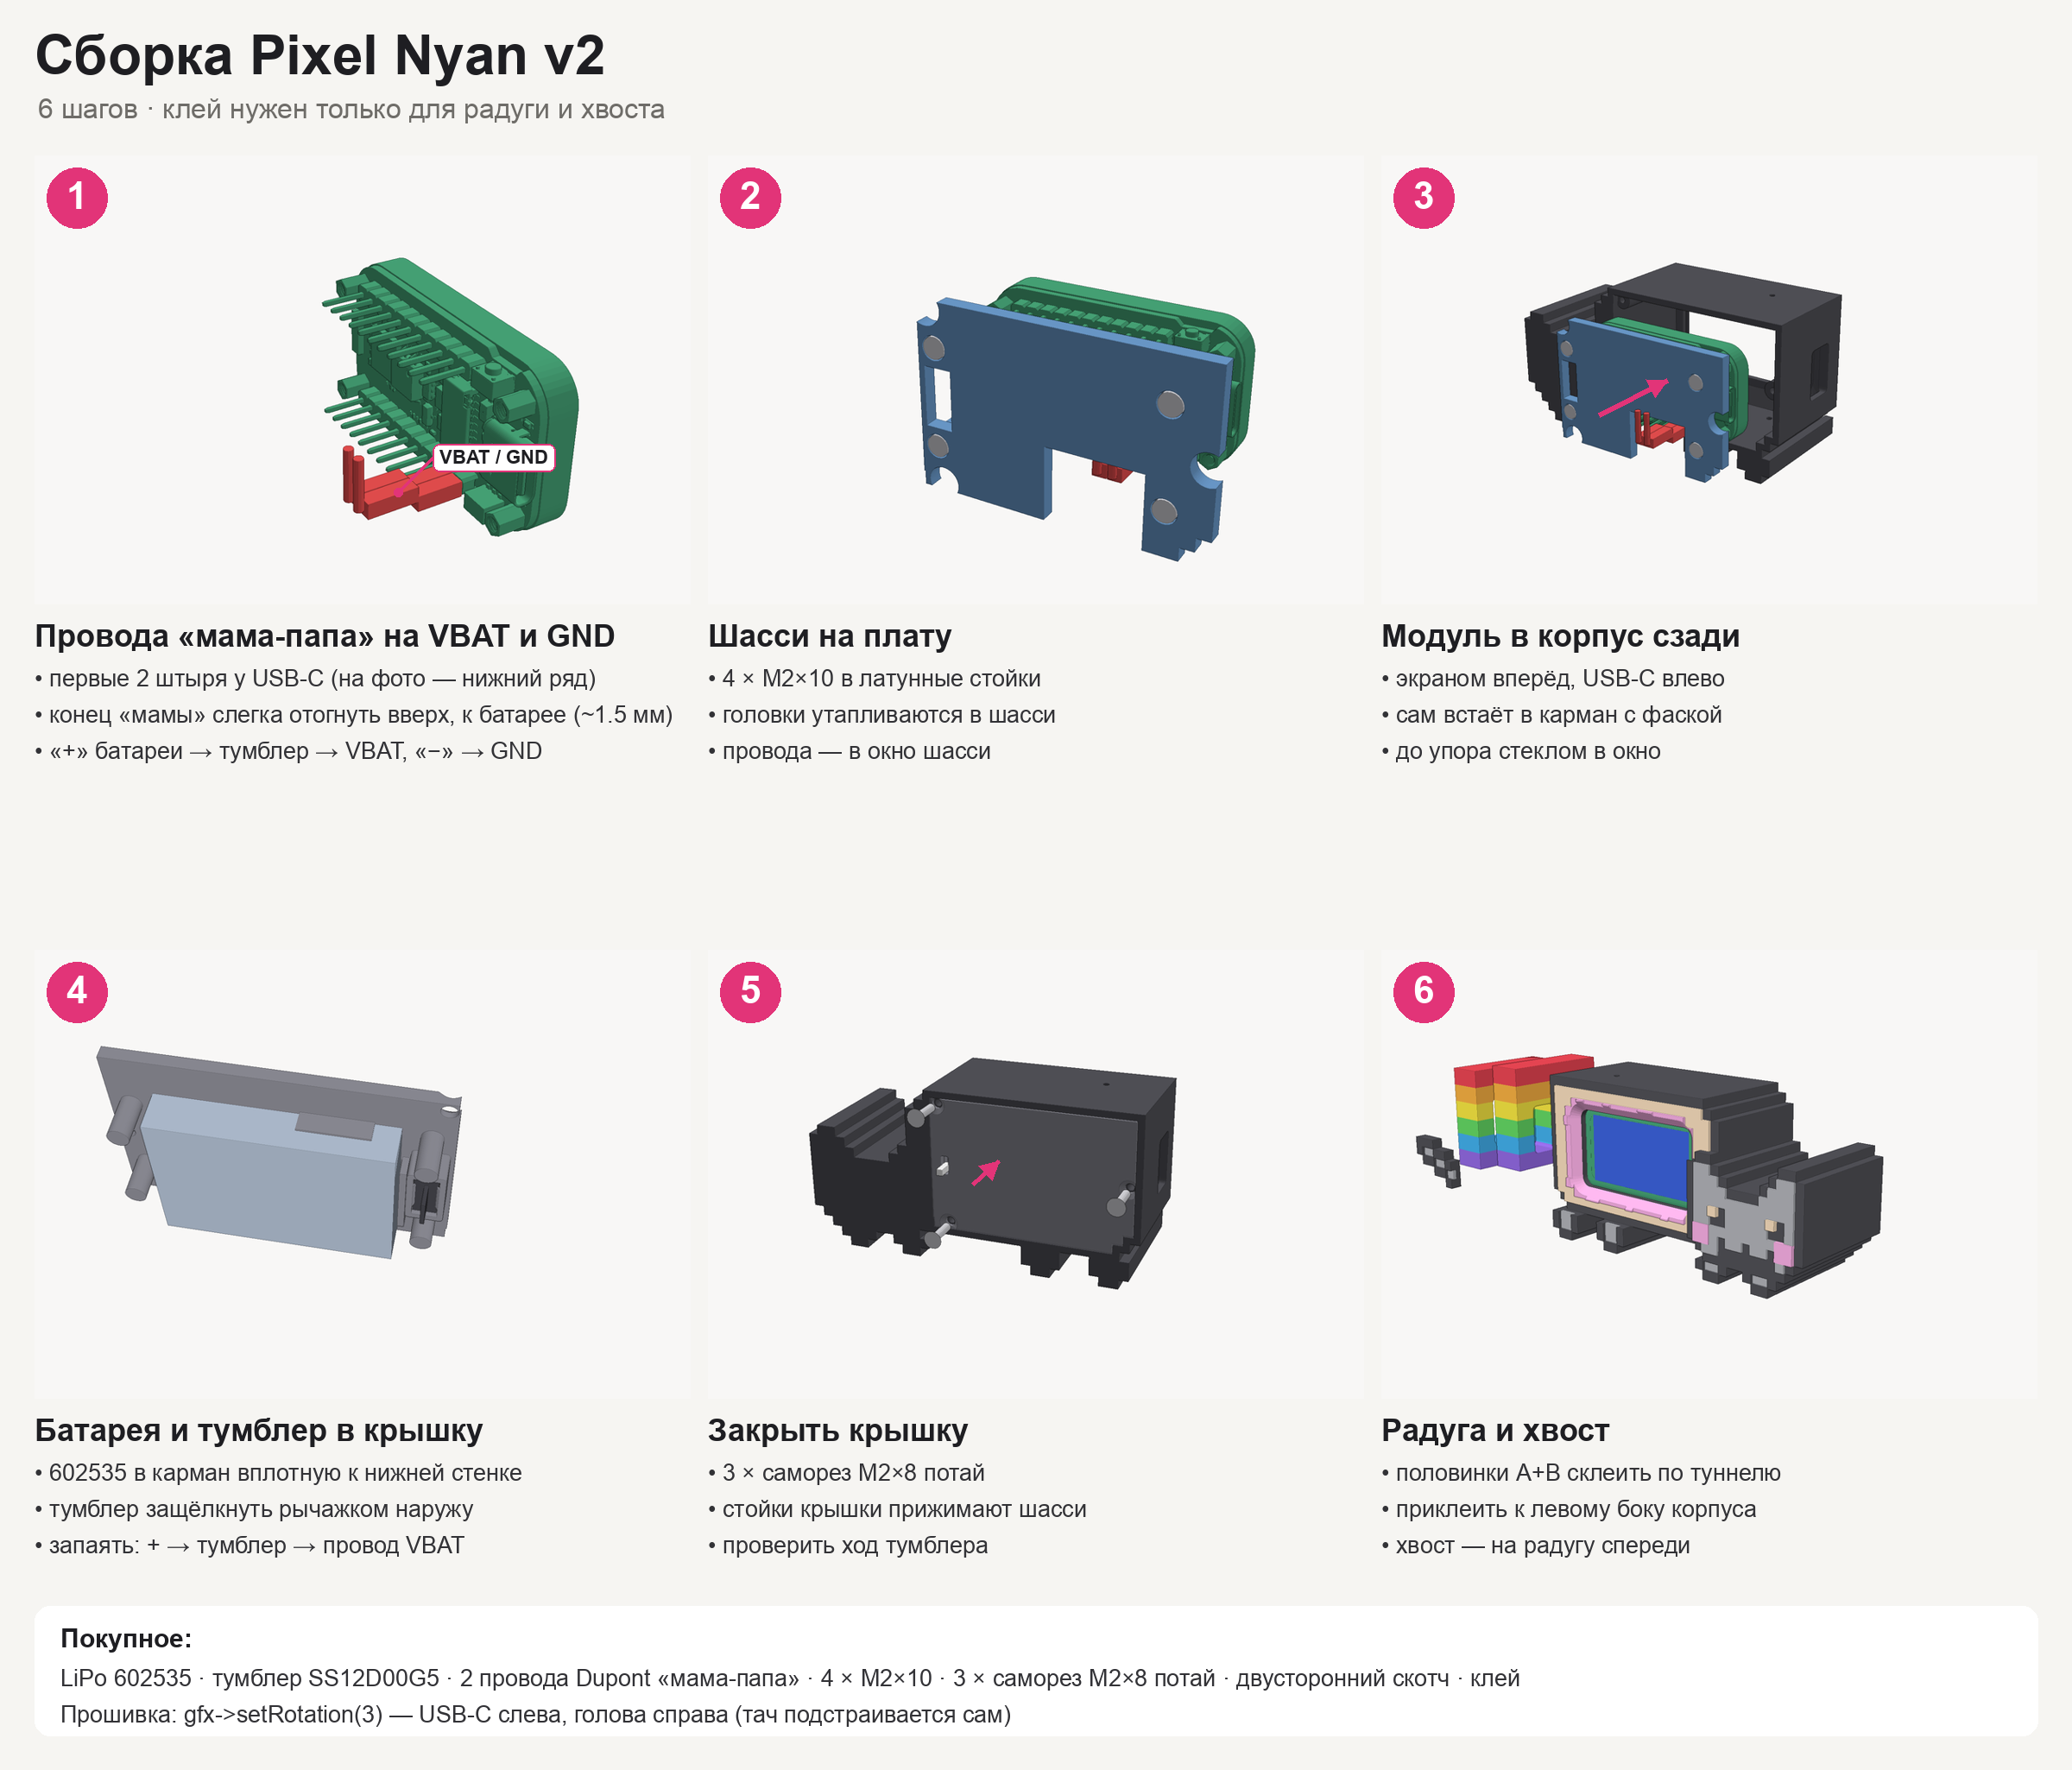 Сборка Pixel Nyan v2
6 шагов · клей нужен только для радуги и хвоста
1
VBAT / GND
Провода «мама-папа» на VBAT и GND
• первые 2 штыря у USB-C (на фото — нижний ряд)
• конец «мамы» слегка отогнуть вверх, к батарее (~1.5 мм)
• «+» батареи → тумблер → VBAT, «−» → GND
2
Шасси на плату
• 4 × M2×10 в латунные стойки
• головки утапливаются в шасси
• провода — в окно шасси
3
Модуль в корпус сзади
• экраном вперёд, USB-C влево
• сам встаёт в карман с фаской
• до упора стеклом в окно
4
Батарея и тумблер в крышку
• 602535 в карман вплотную к нижней стенке
• тумблер защёлкнуть рычажком наружу
• запаять: + → тумблер → провод VBAT
5
Закрыть крышку
• 3 × саморез M2×8 потай
• стойки крышки прижимают шасси
• проверить ход тумблера
6
Радуга и хвост
• половинки A+B склеить по туннелю
• приклеить к левому боку корпуса
• хвост — на радугу спереди
Покупное:
LiPo 602535 · тумблер SS12D00G5 · 2 провода Dupont «мама-папа» · 4 × M2×10 · 3 × саморез M2×8 потай · двусторонний скотч · клей
Прошивка: gfx->setRotation(3) — USB-C слева, голова справа (тач подстраивается сам)